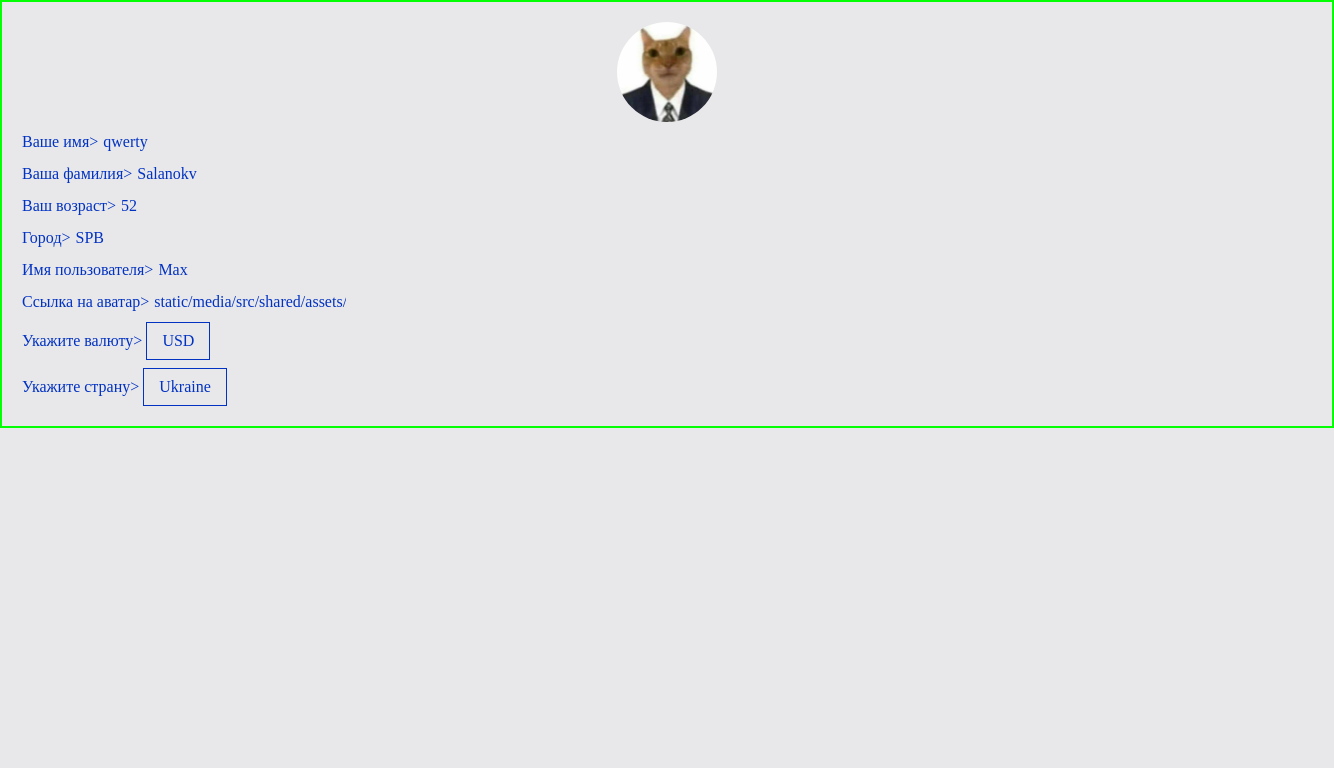 Ваше имя> qwerty
Ваша фамилия> Salanokv
Ваш возраст> 52
Город> SPB
Имя пользователя> Max
Ссылка на аватар> static/media/src/shared/assets/
Укажите валюту> USD
Укажите страну> Ukraine